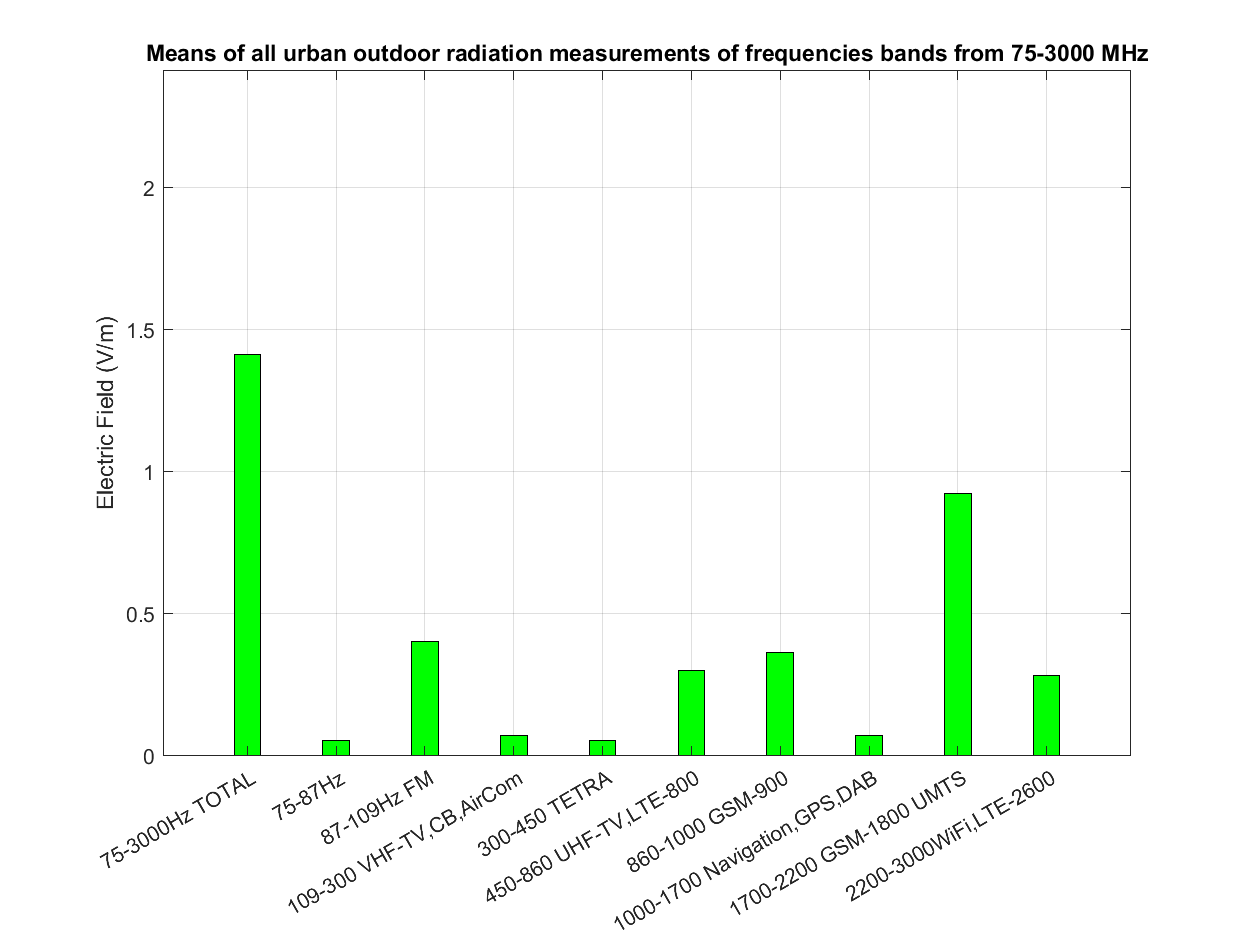 Means of all urban outdoor radiation measurements of frequencies bands from 75-3000 MHz
Electric Field (V/m)
2
1.5
1
0.5
0
75-3000Hz TOTAL
75-87Hz
87-109Hz FM
109-300 VHF-TV,CB,AirCom
300-450 TETRA
450-860 UHF-TV,LTE-800
860-1000 GSM-900
1000-1700 Navigation,GPS,DAB
1700-2200 GSM-1800 UMTS
2200-3000WiFi,LTE-2600